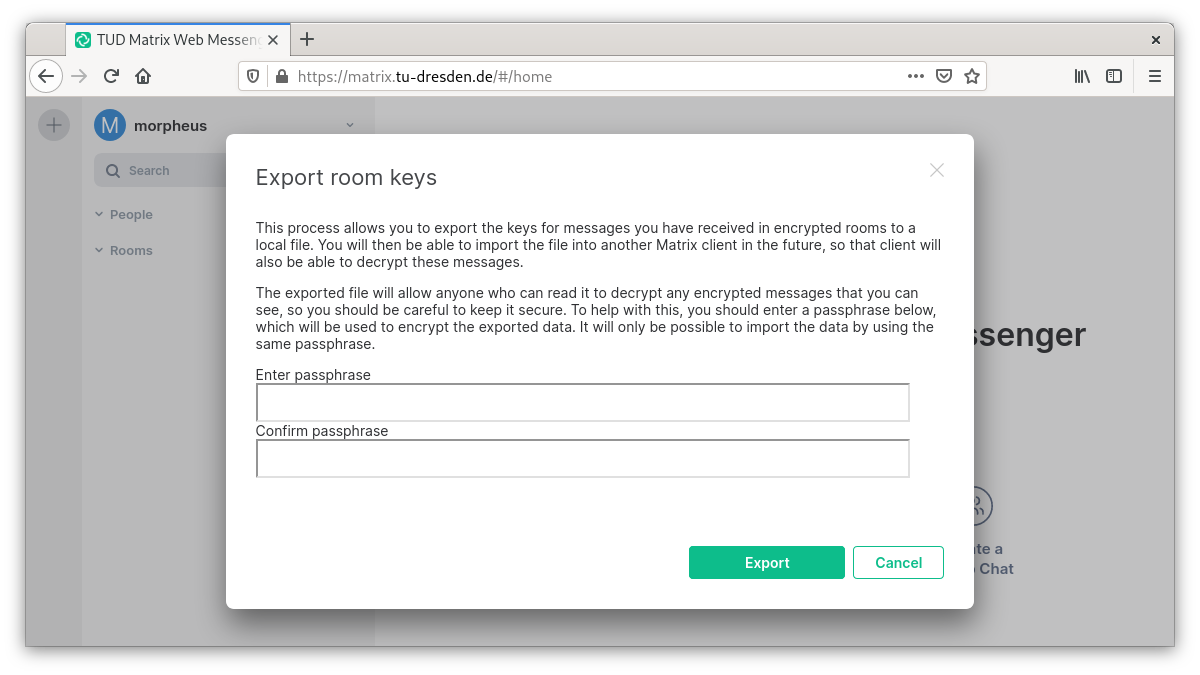 TUD Matrix Web Messeng
https://matrix.tu-dresden.de/#/home
M morpheus
Search
People
Rooms
Export room keys
This process allows you to export the keys for messages you have received in encrypted rooms to a
local file. You will then be able to import the file into another Matrix client in the future, so that client will
also be able to decrypt these messages.
The exported file will allow anyone who can read it to decrypt any encrypted messages that you can
see, so you should be careful to keep it secure. To help with this, you should enter a passphrase below,
which will be used to encrypt the exported data. It will only be possible to import the data by using the
same passphrase.
Enter passphrase
Confirm passphrase
Export
Cancel
ssenger
ate a
Chat